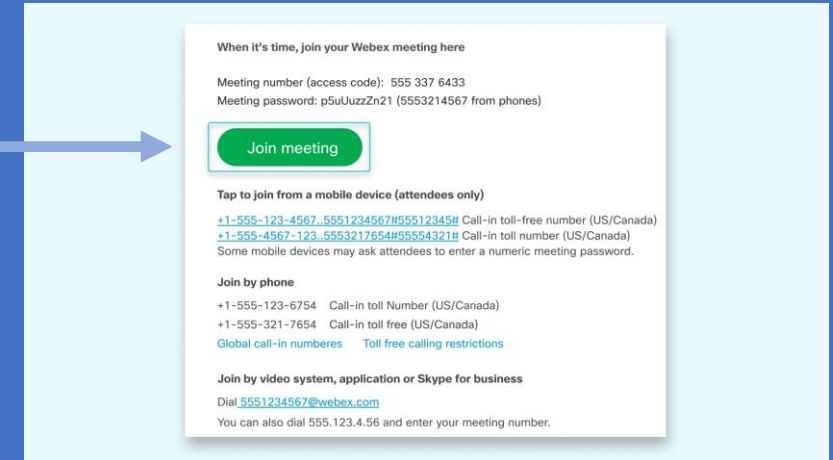 When it's time, join your Webex meeting here
Meeting number (access code): 555 337 6433
Meeting password: p5uUuzzZn21 (5553214567 from phones)
Join meeting
Tap to join from a mobile device (attendees only)
+1-555-123-4567..5551234567#55512345# Call-in toll-free number (US/Canada)
+1-555-4567-123..5553217654#55554321# Call-in toll number (US/Canada)
Some mobile devices may ask attendees to enter a numeric meeting password.
Join by phone
+1-555-123-6754 Call-in toll Number (US/Canada)
+1-555-321-7654 Call-in toll free (US/Canada)
Global call-in numberes Toll free calling restrictions
Join by video system, application or Skype for business
Dial 5551234567@webex.com
You can also dial 555.123.4.56 and enter your meeting number.